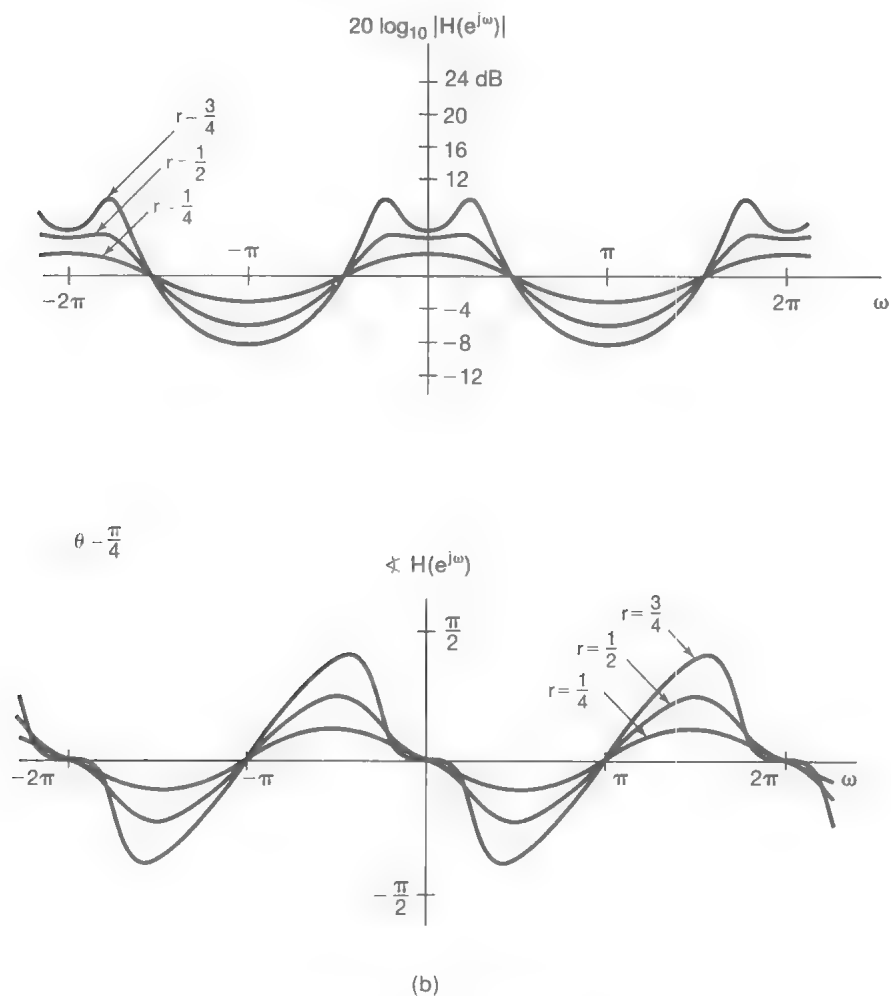 20 log₁₀ |H(e^{jω})|
24 dB
20
16
12
r - 3/4
r - 1/2
r - 1/4
-2π
-π
π
2π
ω
-4
-8
-12
θ - π/4
∢ H(e^{jω})
π/2
r = 3/4
r = 1/2
r = 1/4
-2π
-π
π
2π
ω
-π/2
(b)